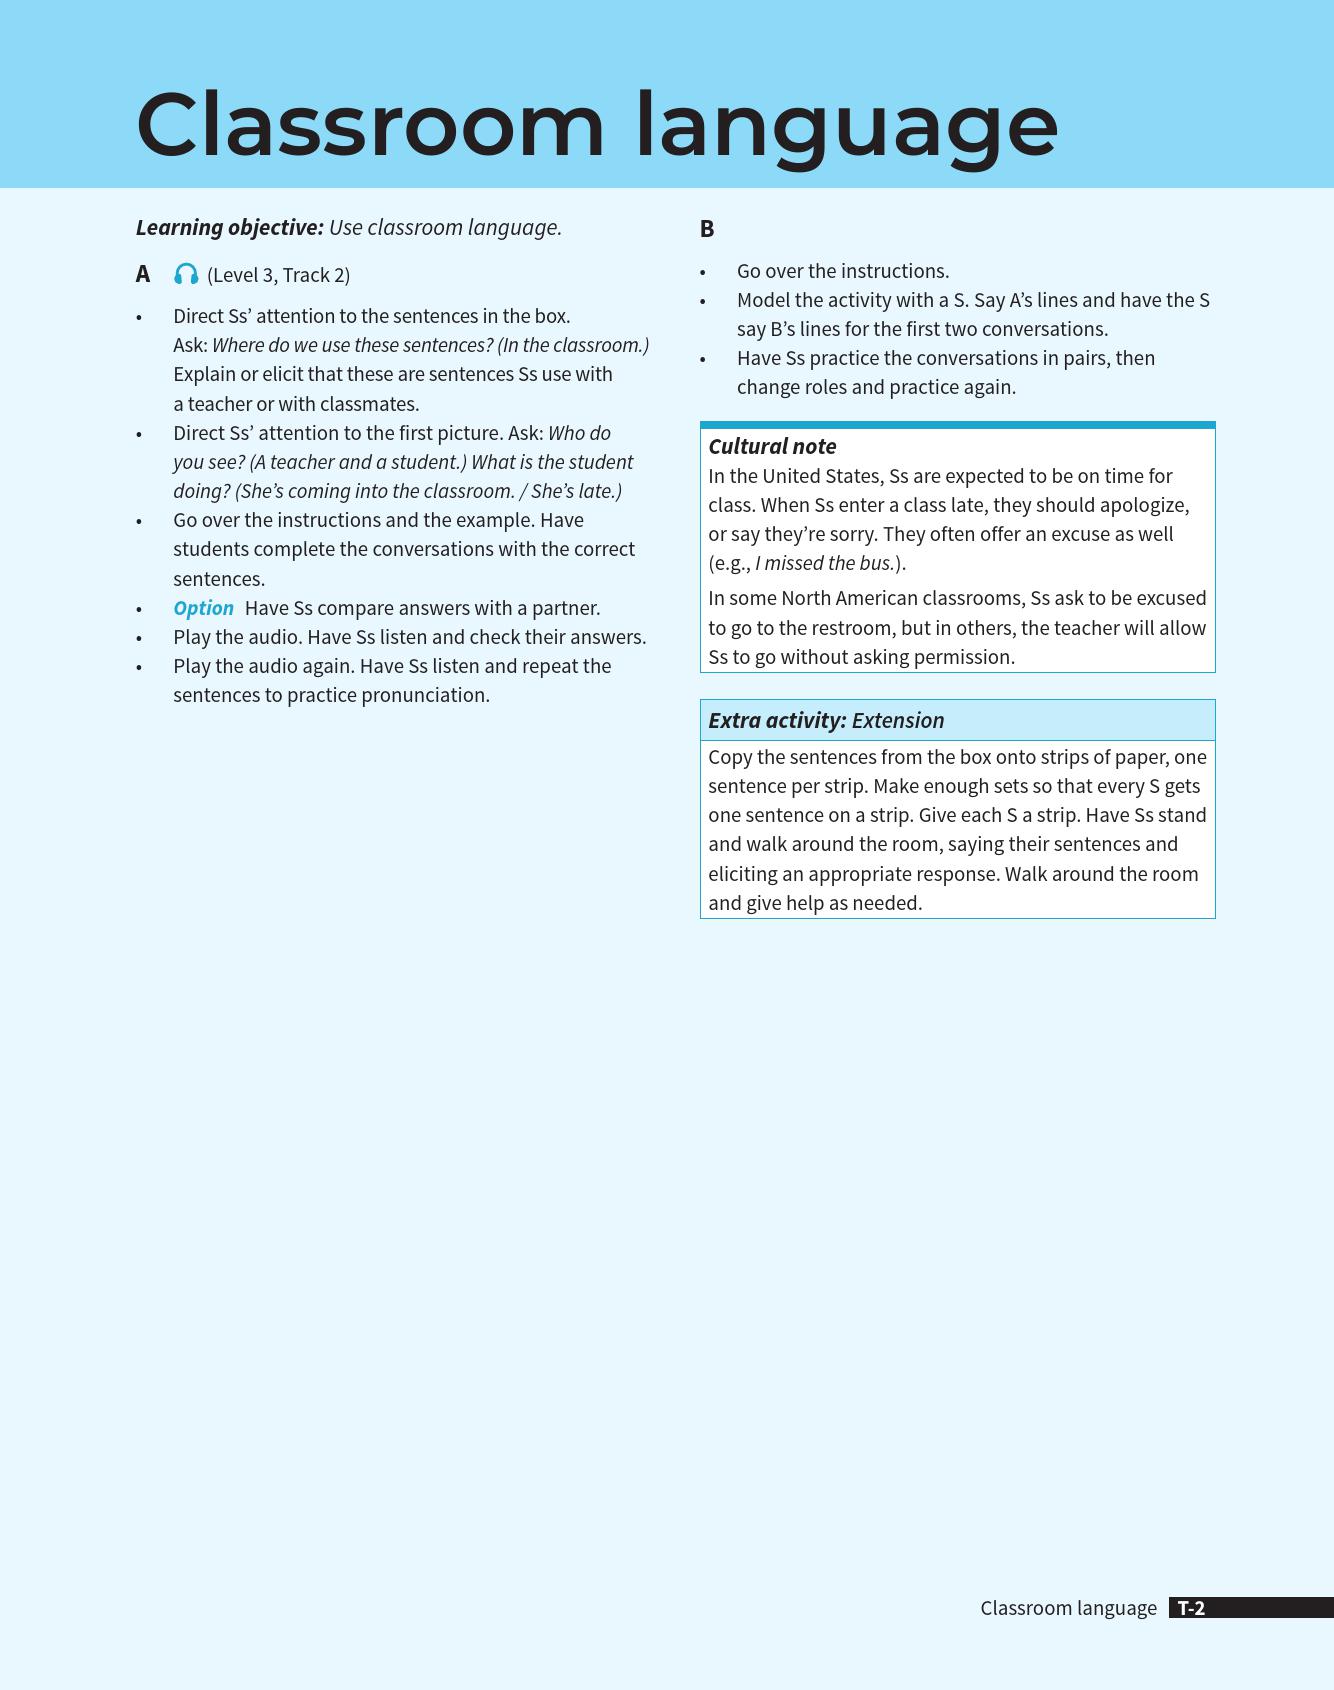 Classroom language
Learning objective: Use classroom language.
A (Level 3, Track 2)
• Direct Ss’ attention to the sentences in the box.
Ask: Where do we use these sentences? (In the classroom.)
Explain or elicit that these are sentences Ss use with
a teacher or with classmates.
• Direct Ss’ attention to the first picture. Ask: Who do
you see? (A teacher and a student.) What is the student
doing? (She’s coming into the classroom. / She’s late.)
• Go over the instructions and the example. Have
students complete the conversations with the correct
sentences.
• Option Have Ss compare answers with a partner.
• Play the audio. Have Ss listen and check their answers.
• Play the audio again. Have Ss listen and repeat the
sentences to practice pronunciation.
B
• Go over the instructions.
• Model the activity with a S. Say A’s lines and have the S
say B’s lines for the first two conversations.
• Have Ss practice the conversations in pairs, then
change roles and practice again.
Cultural note
In the United States, Ss are expected to be on time for
class. When Ss enter a class late, they should apologize,
or say they’re sorry. They often offer an excuse as well
(e.g., I missed the bus.).
In some North American classrooms, Ss ask to be excused
to go to the restroom, but in others, the teacher will allow
Ss to go without asking permission.
Extra activity: Extension
Copy the sentences from the box onto strips of paper, one
sentence per strip. Make enough sets so that every S gets
one sentence on a strip. Give each S a strip. Have Ss stand
and walk around the room, saying their sentences and
eliciting an appropriate response. Walk around the room
and give help as needed.
Classroom language T-2